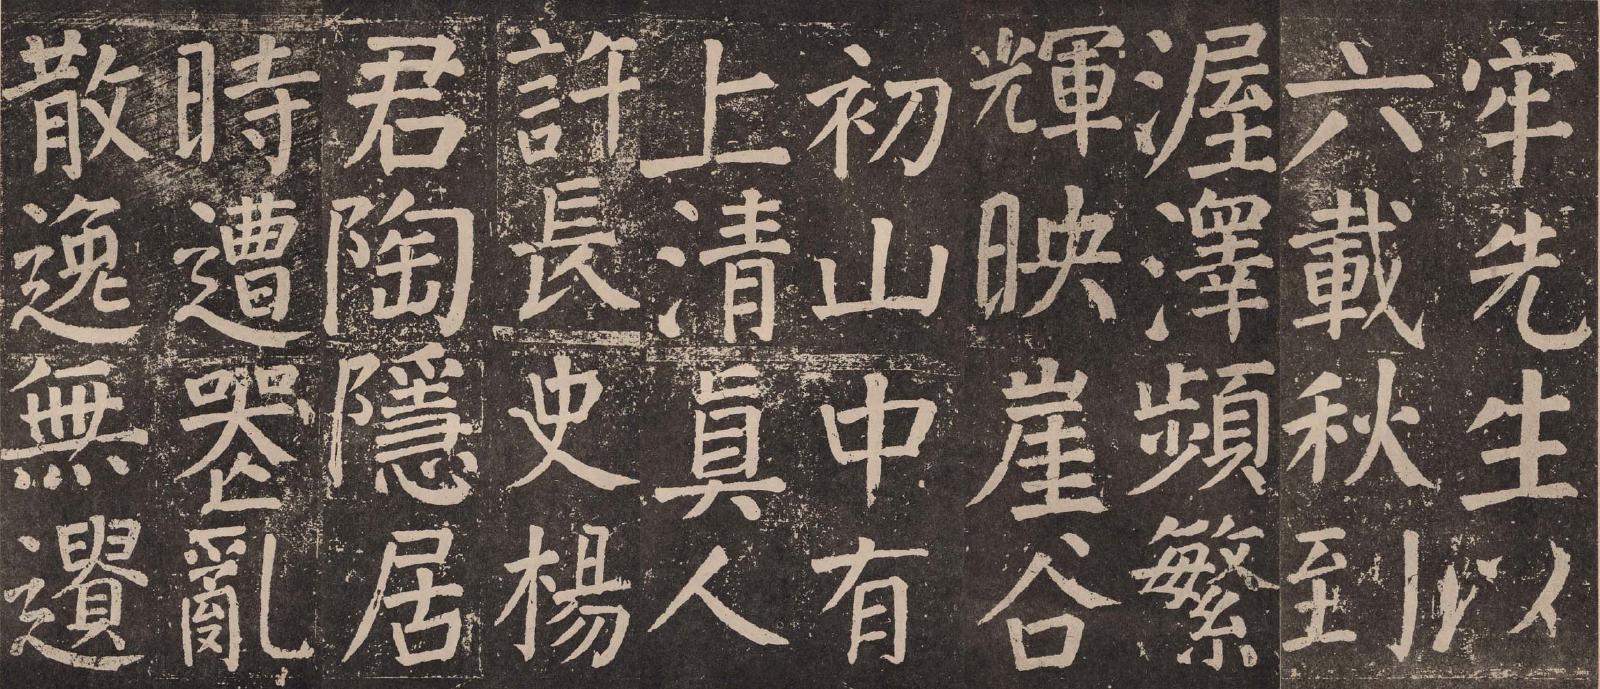 牢先生以
六載秋到
渥澤頻繁
輝映崖谷
初山中有
上清眞人
許長史楊
君陶隱居
時遭喪亂
散逸無遺